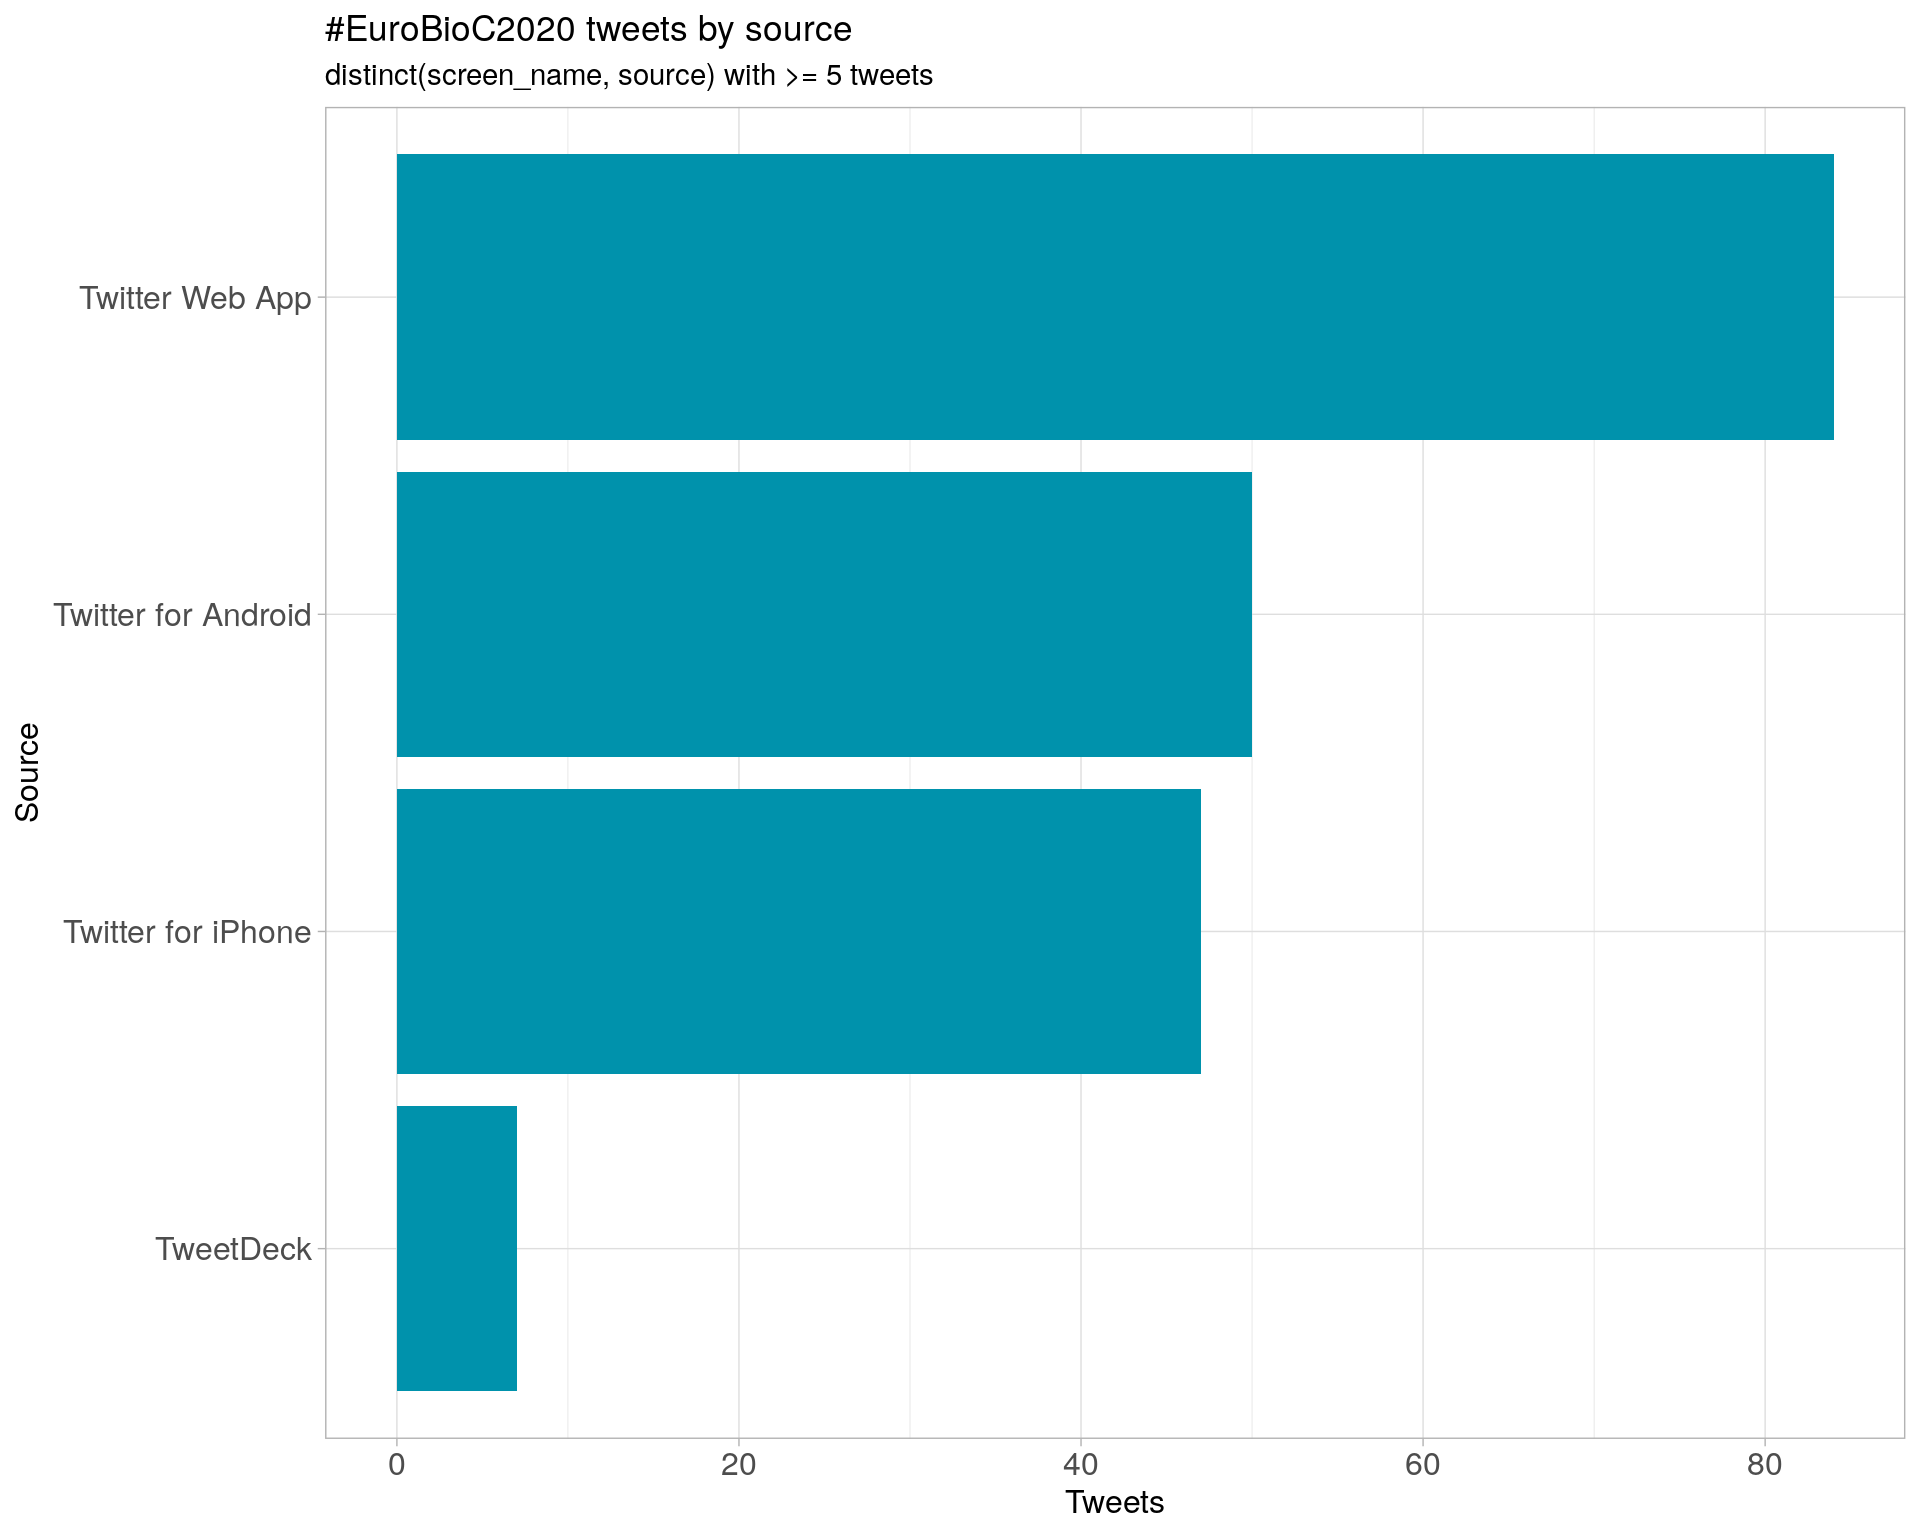 #EuroBioC2020 tweets by source
distinct(screen_name, source) with >= 5 tweets
Source
Twitter Web App
Twitter for Android
Twitter for iPhone
TweetDeck
0 20 40 60 80
Tweets